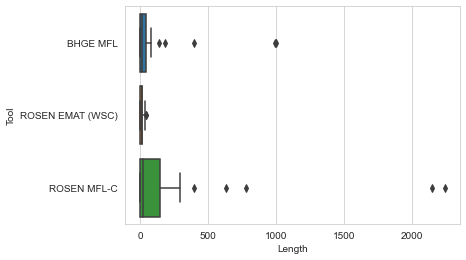 BHGE MFL
ROSEN EMAT (WSC)
ROSEN MFL-C
Tool
0 500 1000 1500 2000
Length